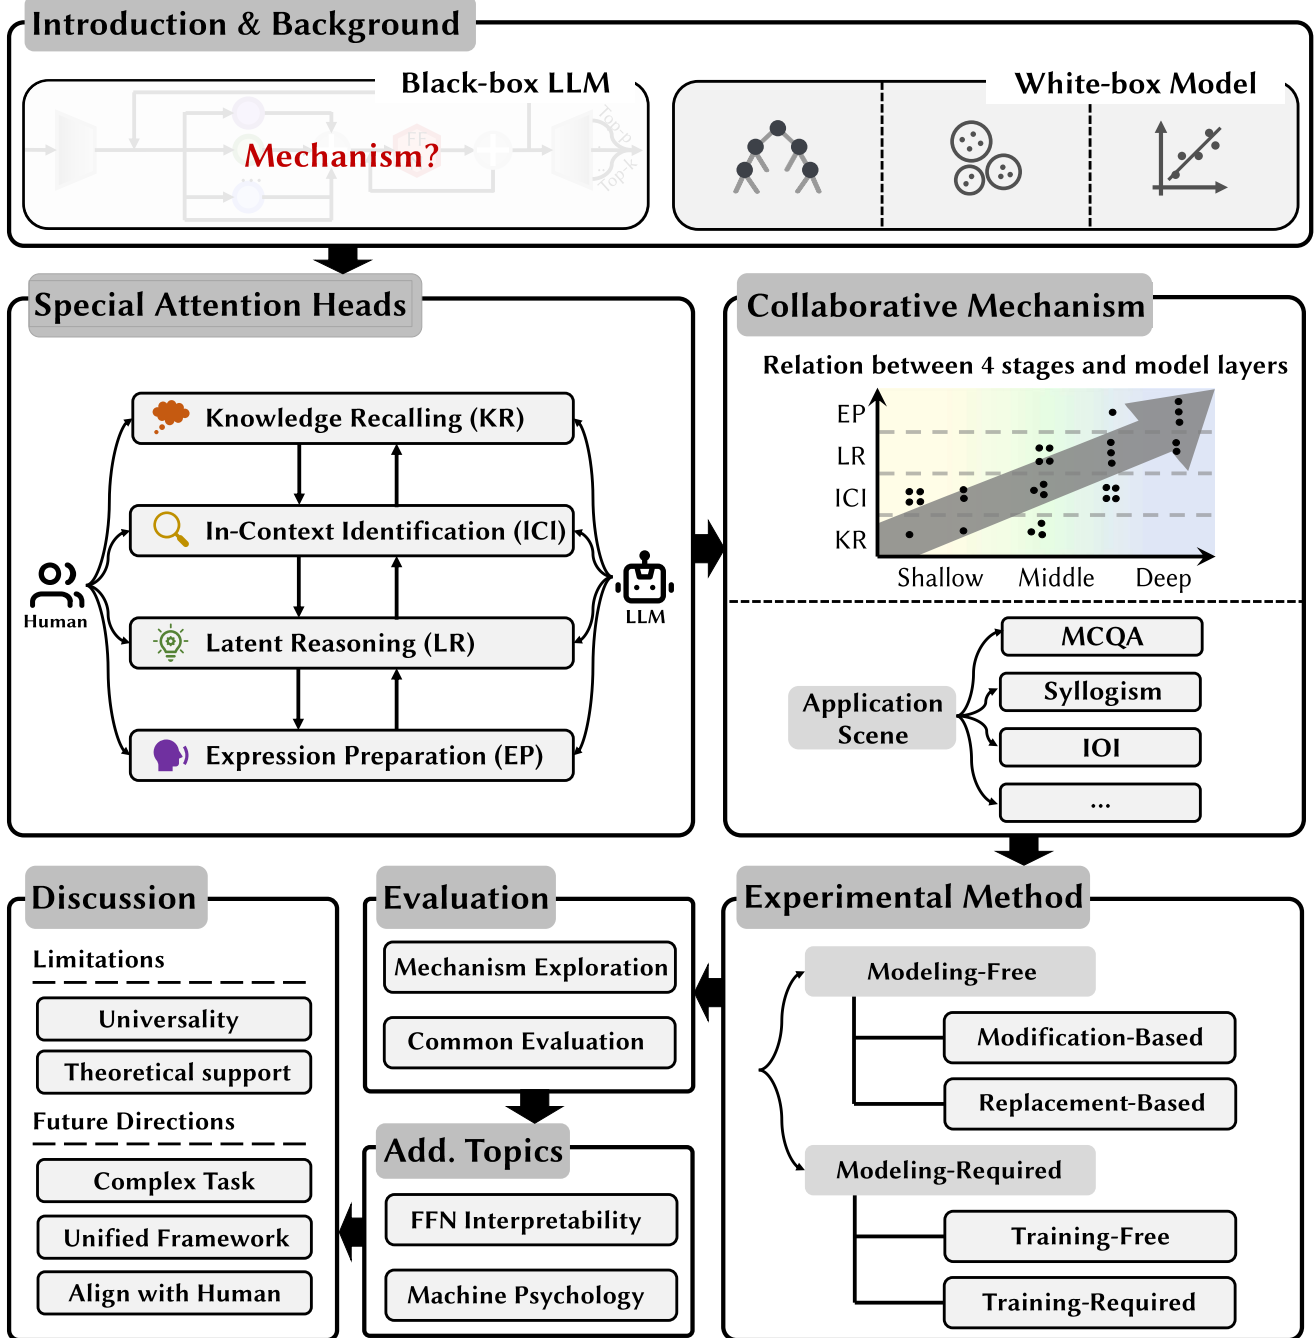 Introduction & Background
Black-box LLM
White-box Model
Mechanism?
FF
Top-p
Top-k
...
Special Attention Heads
Knowledge Recalling (KR)
In-Context Identification (ICI)
Human
LLM
Latent Reasoning (LR)
Expression Preparation (EP)
Collaborative Mechanism
Relation between 4 stages and model layers
EP
LR
ICI
KR
Shallow
Middle
Deep
Application
Scene
MCQA
Syllogism
IOI
...
Discussion
Limitations
Universality
Theoretical support
Future Directions
Complex Task
Unified Framework
Align with Human
Evaluation
Mechanism Exploration
Common Evaluation
Add. Topics
FFN Interpretability
Machine Psychology
Experimental Method
Modeling-Free
Modification-Based
Replacement-Based
Modeling-Required
Training-Free
Training-Required